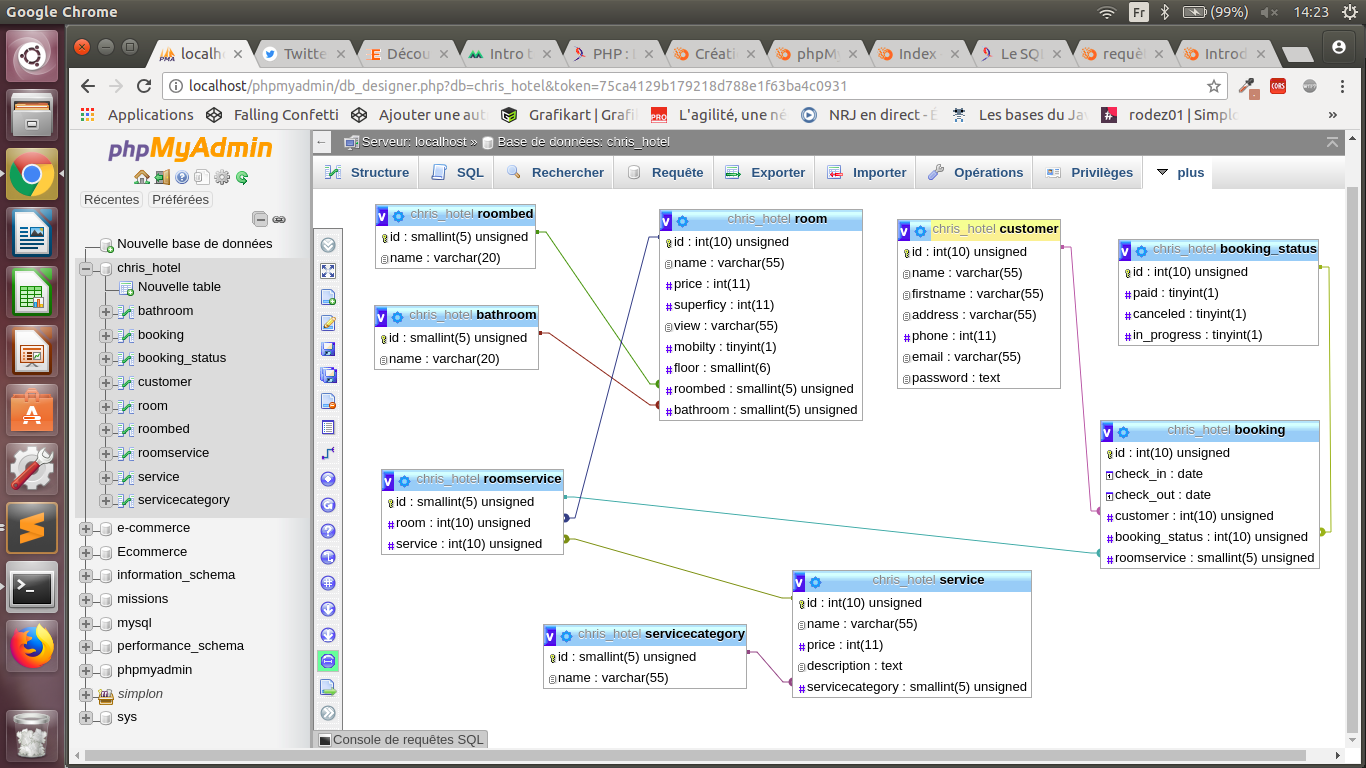 Google Chrome
Fr
(99%)
14:23
localh
Twitte
Décou
Intro t
PHP : L
Créati
phpMy
Index
Le SQL
requêt
Introd
localhost/phpmyadmin/db_designer.php?db=chris_hotel&token=75ca4129b179218d788e1f63ba4c0931
Applications
Falling Confetti
Ajouter une aut
Grafikart | Grafi
L'agilité, une né
NRJ en direct - É
Les bases du Ja
rodez01 | Simplo
»
phpMyAdmin
Récentes
Préférées
Nouvelle base de données
chris_hotel
Nouvelle table
bathroom
booking
booking_status
customer
room
roombed
roomservice
service
servicecategory
e-commerce
Ecommerce
information_schema
missions
mysql
performance_schema
phpmyadmin
simplon
sys
Serveur: localhost » Base de données: chris_hotel
Structure
SQL
Rechercher
Requête
Exporter
Importer
Opérations
Privilèges
plus
chris_hotel roombed
id : smallint(5) unsigned
name : varchar(20)
chris_hotel bathroom
id : smallint(5) unsigned
name : varchar(20)
chris_hotel room
id : int(10) unsigned
name : varchar(55)
price : int(11)
superficy : int(11)
view : varchar(55)
mobilty : tinyint(1)
floor : smallint(6)
roombed : smallint(5) unsigned
bathroom : smallint(5) unsigned
chris_hotel customer
id : int(10) unsigned
name : varchar(55)
firstname : varchar(55)
address : varchar(55)
phone : int(11)
email : varchar(55)
password : text
chris_hotel booking_status
id : int(10) unsigned
paid : tinyint(1)
canceled : tinyint(1)
in_progress : tinyint(1)
chris_hotel booking
id : int(10) unsigned
check_in : date
check_out : date
customer : int(10) unsigned
booking_status : int(10) unsigned
roomservice : smallint(5) unsigned
chris_hotel roomservice
id : smallint(5) unsigned
room : int(10) unsigned
service : int(10) unsigned
chris_hotel service
id : int(10) unsigned
name : varchar(55)
price : int(11)
description : text
servicecategory : smallint(5) unsigned
chris_hotel servicecategory
id : smallint(5) unsigned
name : varchar(55)
Console de requêtes SQL